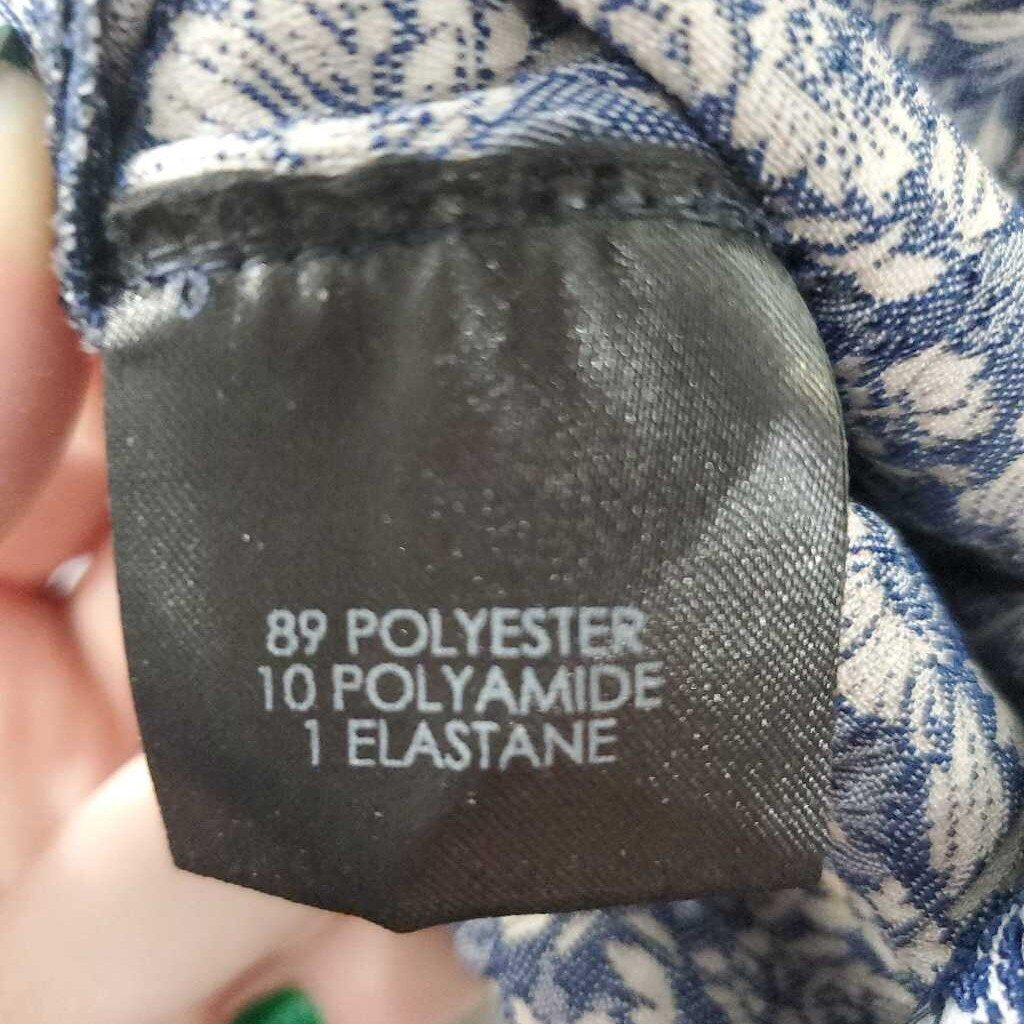 89 POLYESTER
10 POLYAMIDE
1 ELASTANE